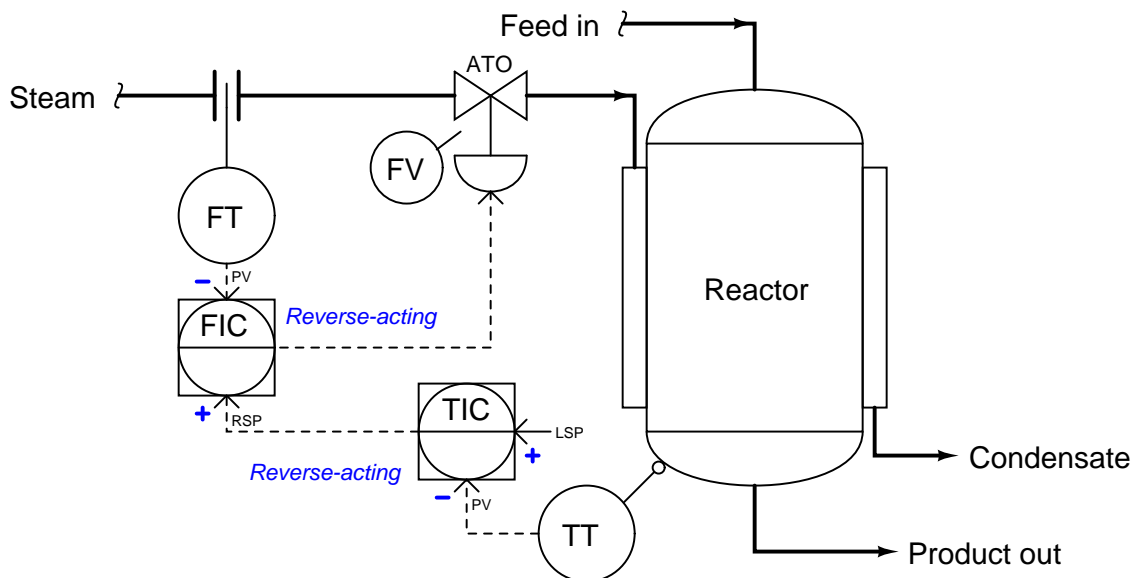 Feed in
ATO
Steam
FV
FT
PV
−
Reactor
FIC
Reverse-acting
+
RSP
TIC
LSP
+
Reverse-acting
−
PV
Condensate
TT
Product out